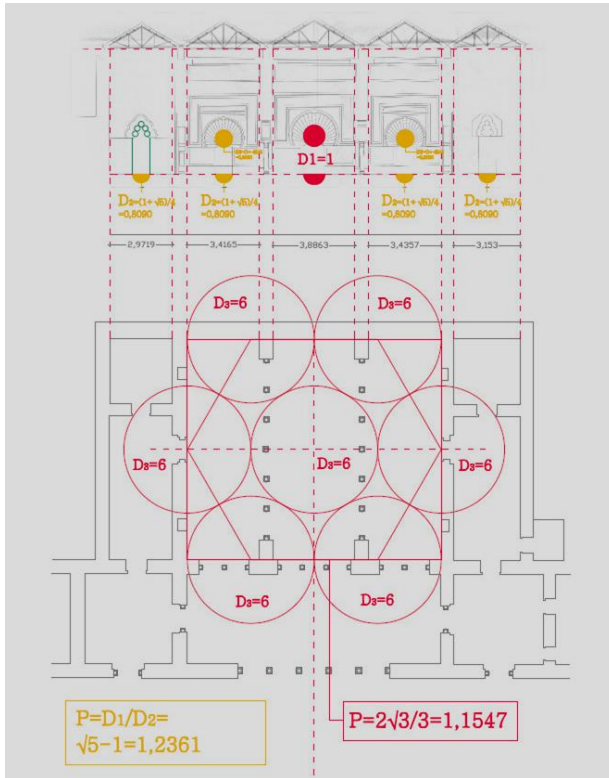 D1=1
D2=(1+ √5)/4
=0,8090
D2=(1+ √5)/4
=0,8090
D2=(1+ √5)/4
=0,8090
D2=(1+ √5)/4
=0,8090
2,9719
3,4165
3,8863
3,4357
3,153
D3=6
D3=6
D3=6
D3=6
D3=6
D3=6
D3=6
P=D1/D2=
√5-1=1,2361
P=2√3/3=1,1547